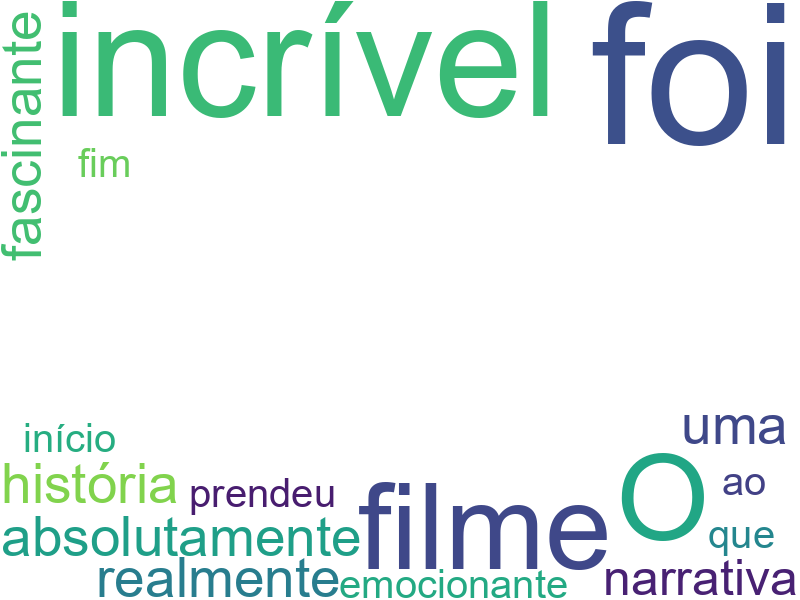 incrível
foi
fascinante
fim
início
uma
história
prendeu
filme
O
ao
absolutamente
que
realmente
emocionante
narrativa